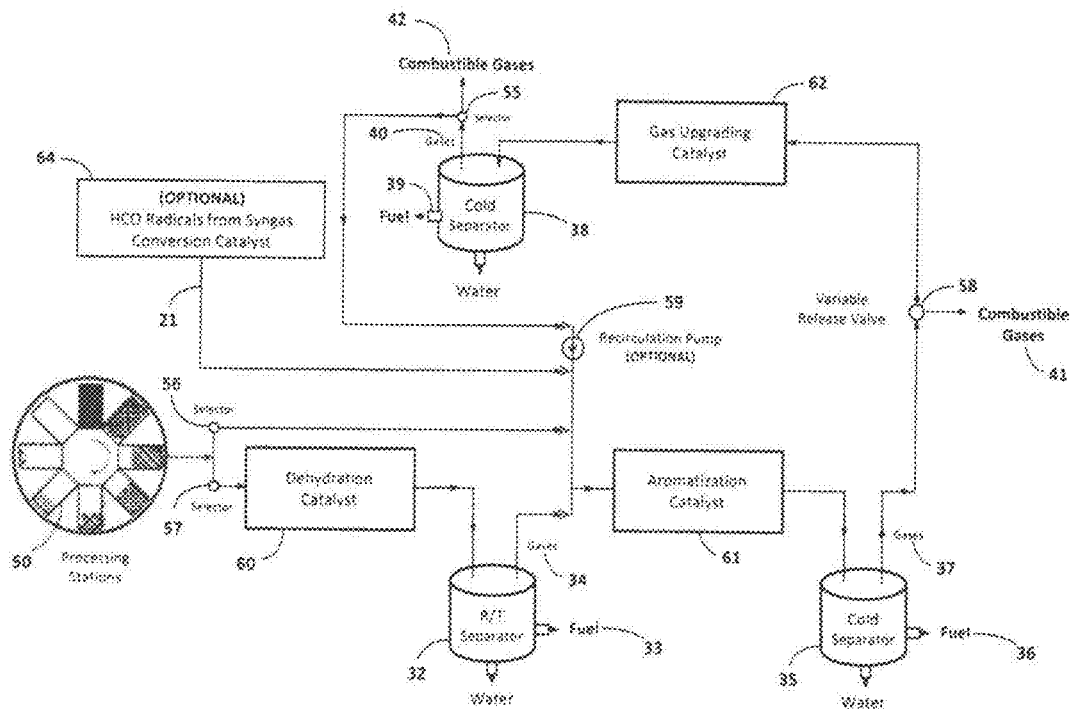 42
Combustible Gases
55
Selector
40
Gases
62
Gas Upgrading
Catalyst
64
(OPTIONAL)
HCO Radicals from Syngas
Conversion Catalyst
39
Fuel
Cold
Separator
38
Water
21
59
Recirculation Pump
(OPTIONAL)
Variable
Release Valve
58
Combustible
Gases
41
56
Selector
57
Selector
50
Processing
Stations
Dehydration
Catalyst
60
Aromatization
Catalyst
61
Gases
34
Gases
37
R/T
Separator
32
Fuel
33
Water
Cold
Separator
35
Fuel
36
Water